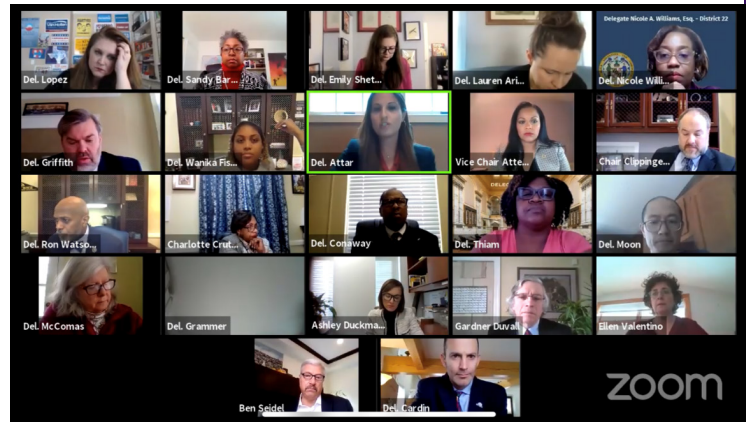 Delegate Nicole A. Williams, Esq. - District 22
Del. Lopez
Del. Sandy Bar...
Del. Emily Shet...
Del. Lauren Ari...
Del. Nicole Willi...
Del. Griffith
Del. Wanika Fis...
Del. Attar
Vice Chair Atte...
Chair Clippinge...
Del. Ron Watso...
Charlotte Crut...
Del. Conaway
Del. Thiam
Del. Moon
Del. McComas
Del. Grammer
Ashley Duckma...
Gardner Duvall
Ellen Valentino
Ben Seidel
Del. Cardin
zoom